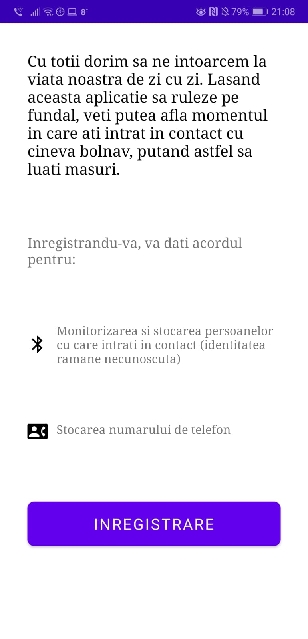 8° 79% 21:08
Cu totii dorim sa ne intoarcem la
viata noastra de zi cu zi. Lasand
aceasta aplicatie sa ruleze pe
fundal, veti putea afla momentul
in care ati intrat in contact cu
cineva bolnav, putand astfel sa
luati masuri.
Inregistrandu-va, va dati acordul
pentru:
Monitorizarea si stocarea persoanelor
cu care intrati in contact (identitatea
ramane necunoscuta)
Stocarea numarului de telefon
INREGISTRARE